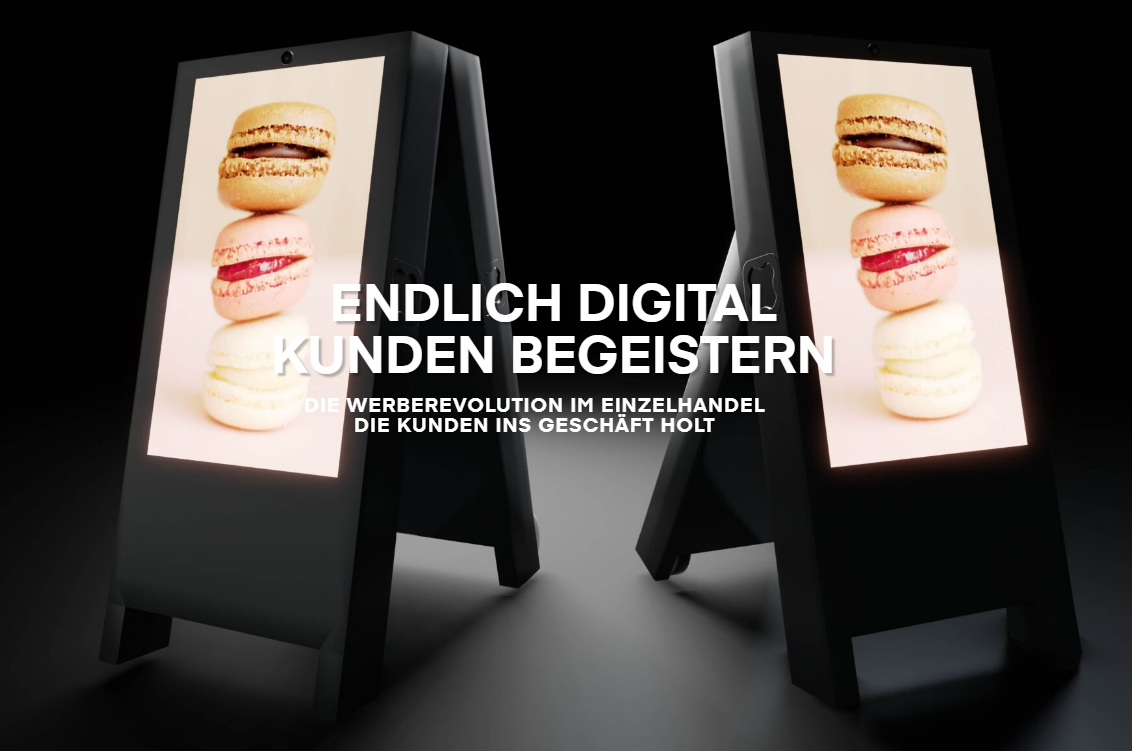 ENDLICH DIGITAL
KUNDEN BEGEISTERN
DIE WERBEREVOLUTION IM EINZELHANDEL
DIE KUNDEN INS GESCHÄFT HOLT